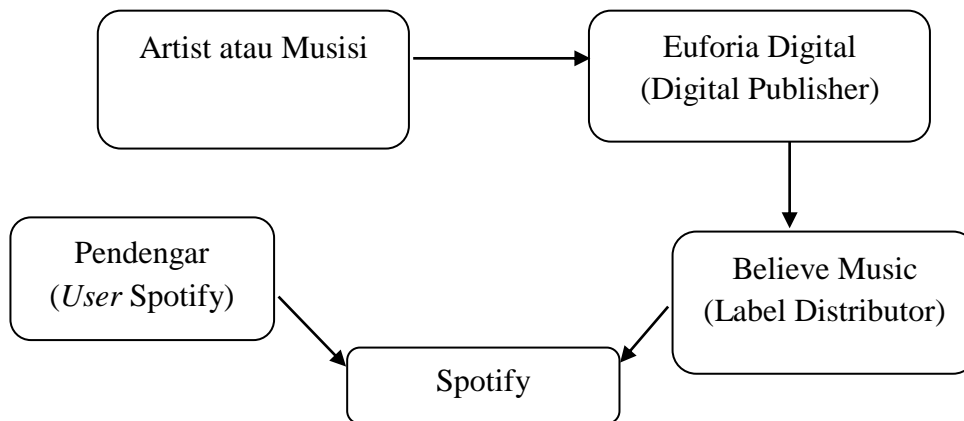 Artist atau Musisi
Euforia Digital
(Digital Publisher)
Pendengar
(User Spotify)
Believe Music
(Label Distributor)
Spotify